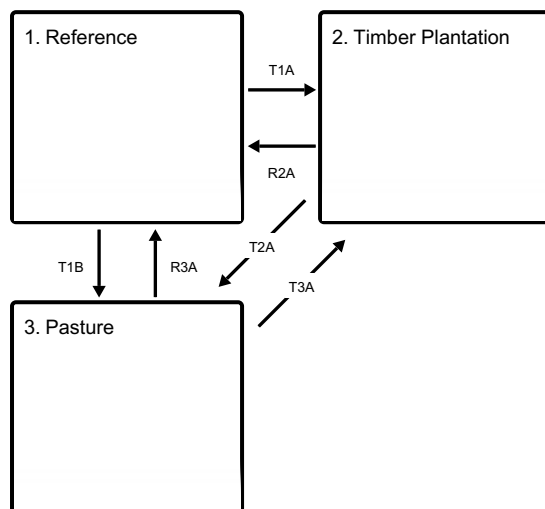 1. Reference
2. Timber Plantation
T1A
R2A
T1B
R3A
T2A
T3A
3. Pasture